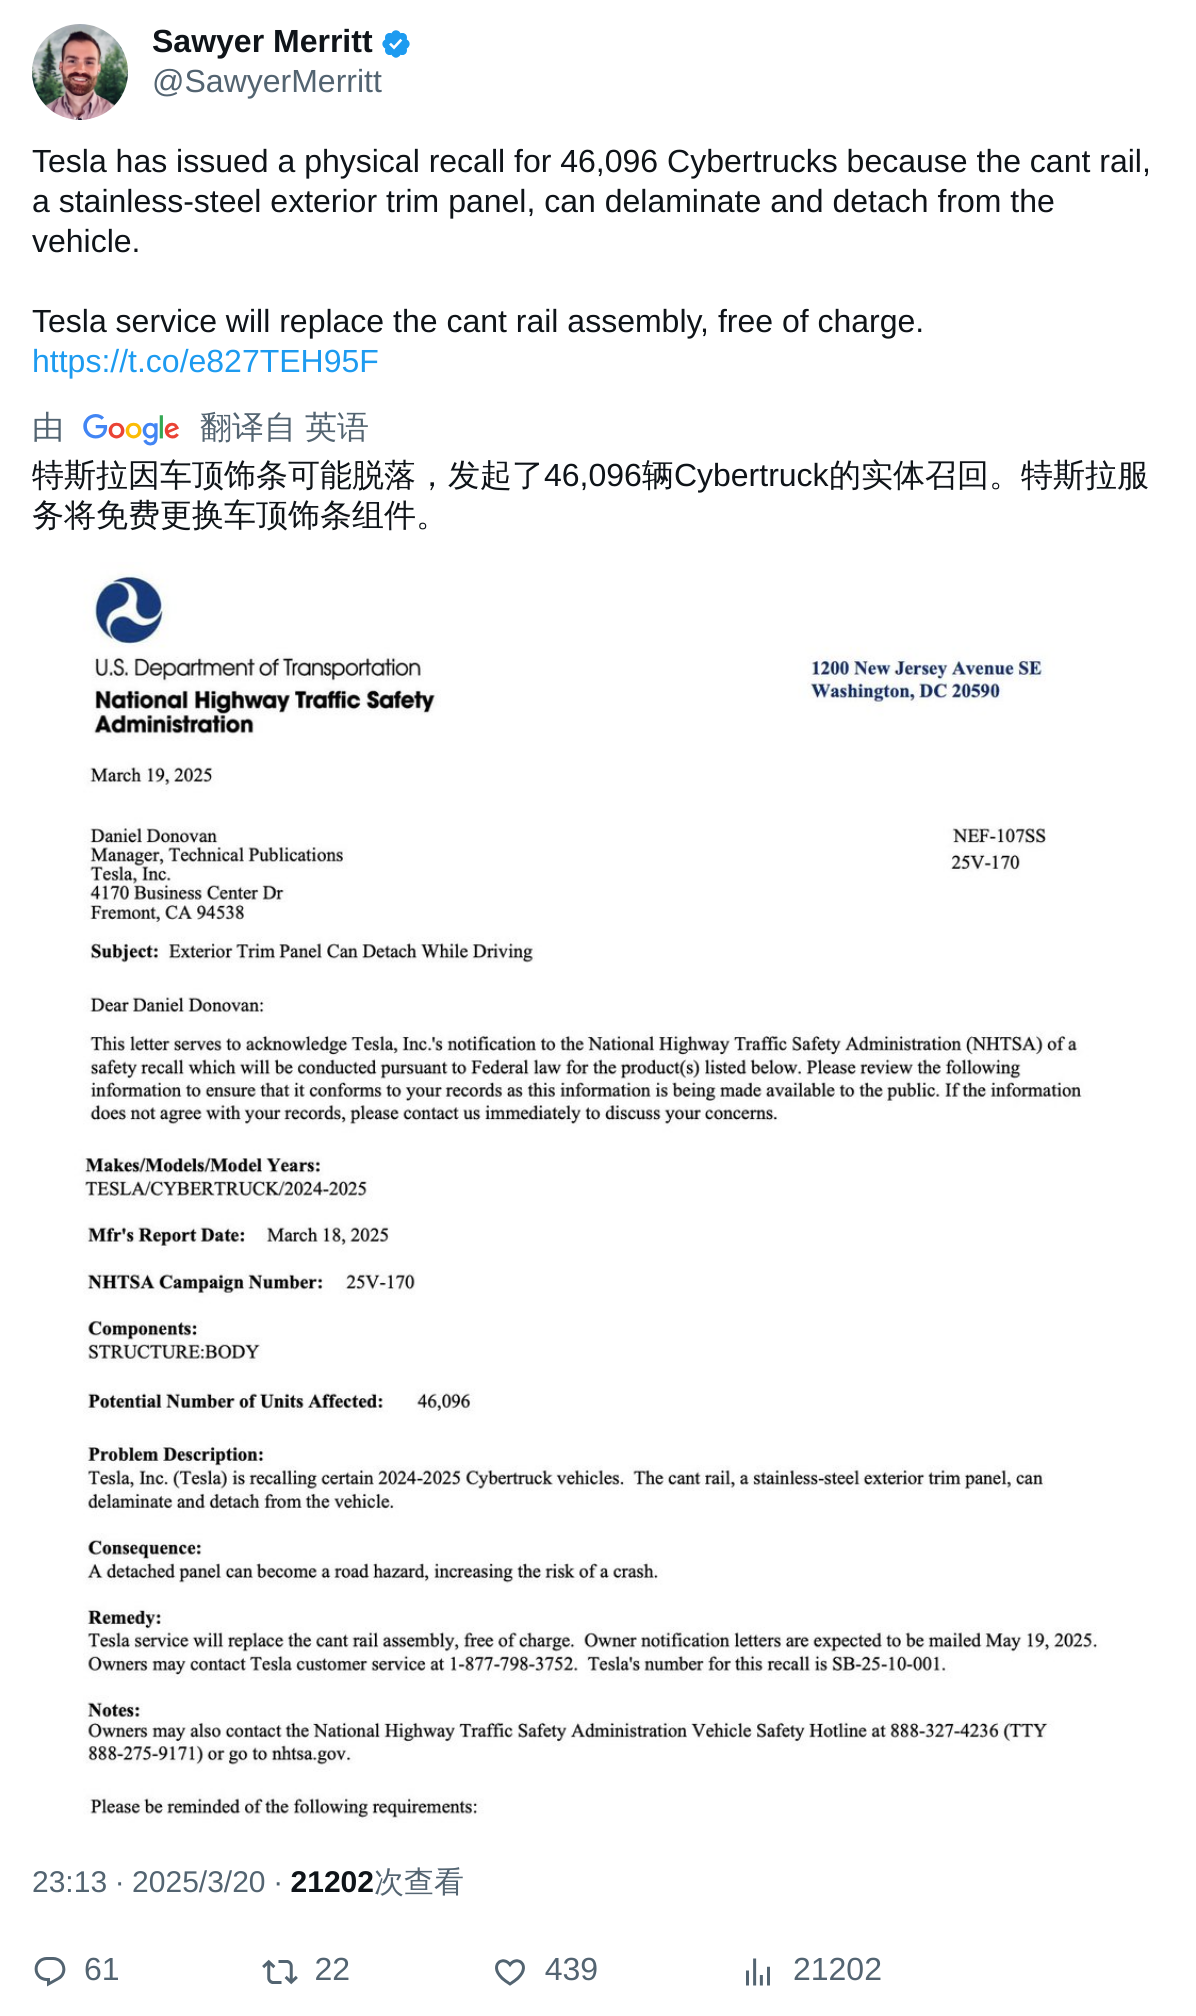 Sawyer Merritt
@SawyerMerritt
Tesla has issued a physical recall for 46,096 Cybertrucks because the cant rail,
a stainless-steel exterior trim panel, can delaminate and detach from the
vehicle.
Tesla service will replace the cant rail assembly, free of charge.
https://t.co/e827TEH95F
由 Google 翻译自 英语
特斯拉因车顶饰条可能脱落，发起了46,096辆Cybertruck的实体召回。特斯拉服
务将免费更换车顶饰条组件。
U.S. Department of Transportation
National Highway Traffic Safety
Administration
1200 New Jersey Avenue SE
Washington, DC 20590
March 19, 2025
Daniel Donovan
Manager, Technical Publications
Tesla, Inc.
4170 Business Center Dr
Fremont, CA 94538
NEF-107SS
25V-170
Subject: Exterior Trim Panel Can Detach While Driving
Dear Daniel Donovan:
This letter serves to acknowledge Tesla, Inc.'s notification to the National Highway Traffic Safety Administration (NHTSA) of a
safety recall which will be conducted pursuant to Federal law for the product(s) listed below. Please review the following
information to ensure that it conforms to your records as this information is being made available to the public. If the information
does not agree with your records, please contact us immediately to discuss your concerns.
Makes/Models/Model Years:
TESLA/CYBERTRUCK/2024-2025
Mfr's Report Date: March 18, 2025
NHTSA Campaign Number: 25V-170
Components:
STRUCTURE:BODY
Potential Number of Units Affected: 46,096
Problem Description:
Tesla, Inc. (Tesla) is recalling certain 2024-2025 Cybertruck vehicles. The cant rail, a stainless-steel exterior trim panel, can
delaminate and detach from the vehicle.
Consequence:
A detached panel can become a road hazard, increasing the risk of a crash.
Remedy:
Tesla service will replace the cant rail assembly, free of charge. Owner notification letters are expected to be mailed May 19, 2025.
Owners may contact Tesla customer service at 1-877-798-3752. Tesla's number for this recall is SB-25-10-001.
Notes:
Owners may also contact the National Highway Traffic Safety Administration Vehicle Safety Hotline at 888-327-4236 (TTY
888-275-9171) or go to nhtsa.gov.
Please be reminded of the following requirements:
23:13 · 2025/3/20 · 21202次查看
61 22 439 21202